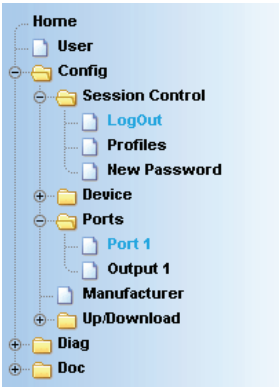 Home
User
Config
Session Control
LogOut
Profiles
New Password
Device
Ports
Port 1
Output 1
Manufacturer
Up/Download
Diag
Doc